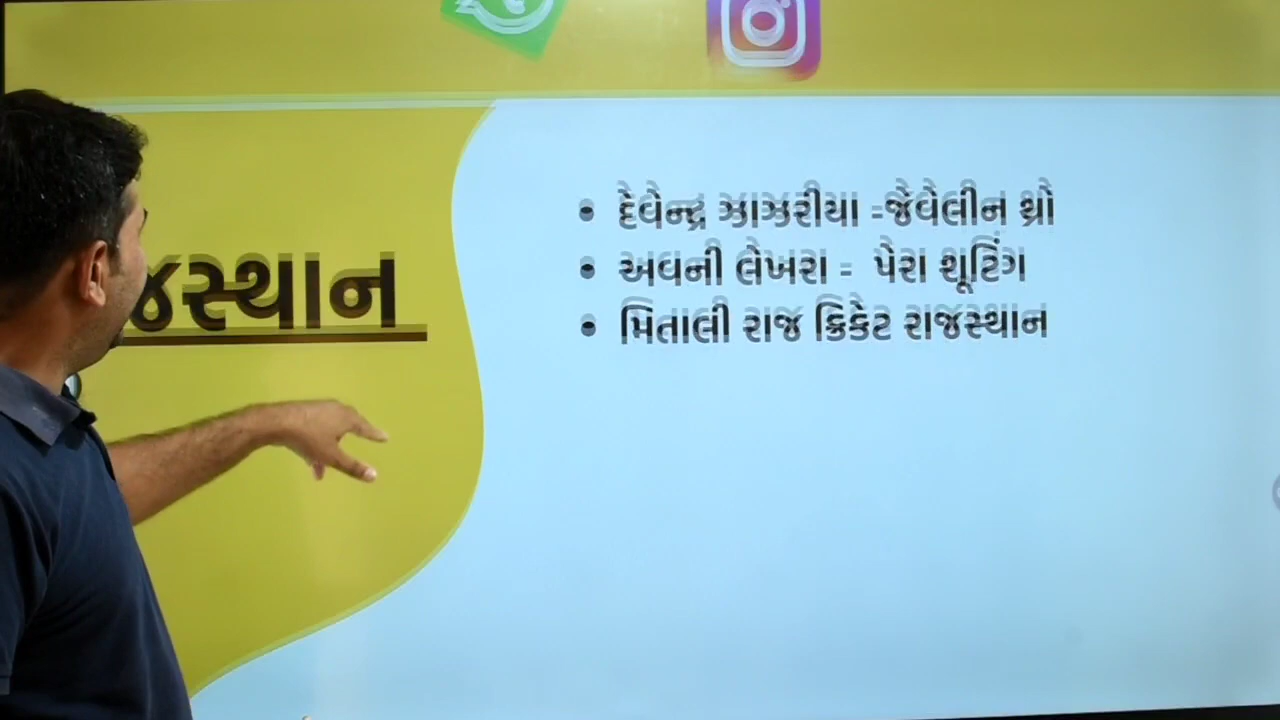 જસ્થાન
• દેવેન્દ્ર ઝાઝરીયા -જેવેલીન થ્રો
• અવની લેખરા - પેરા શૂટિંગ
• મિતાલી રાજ ક્રિકેટ રાજસ્થાન